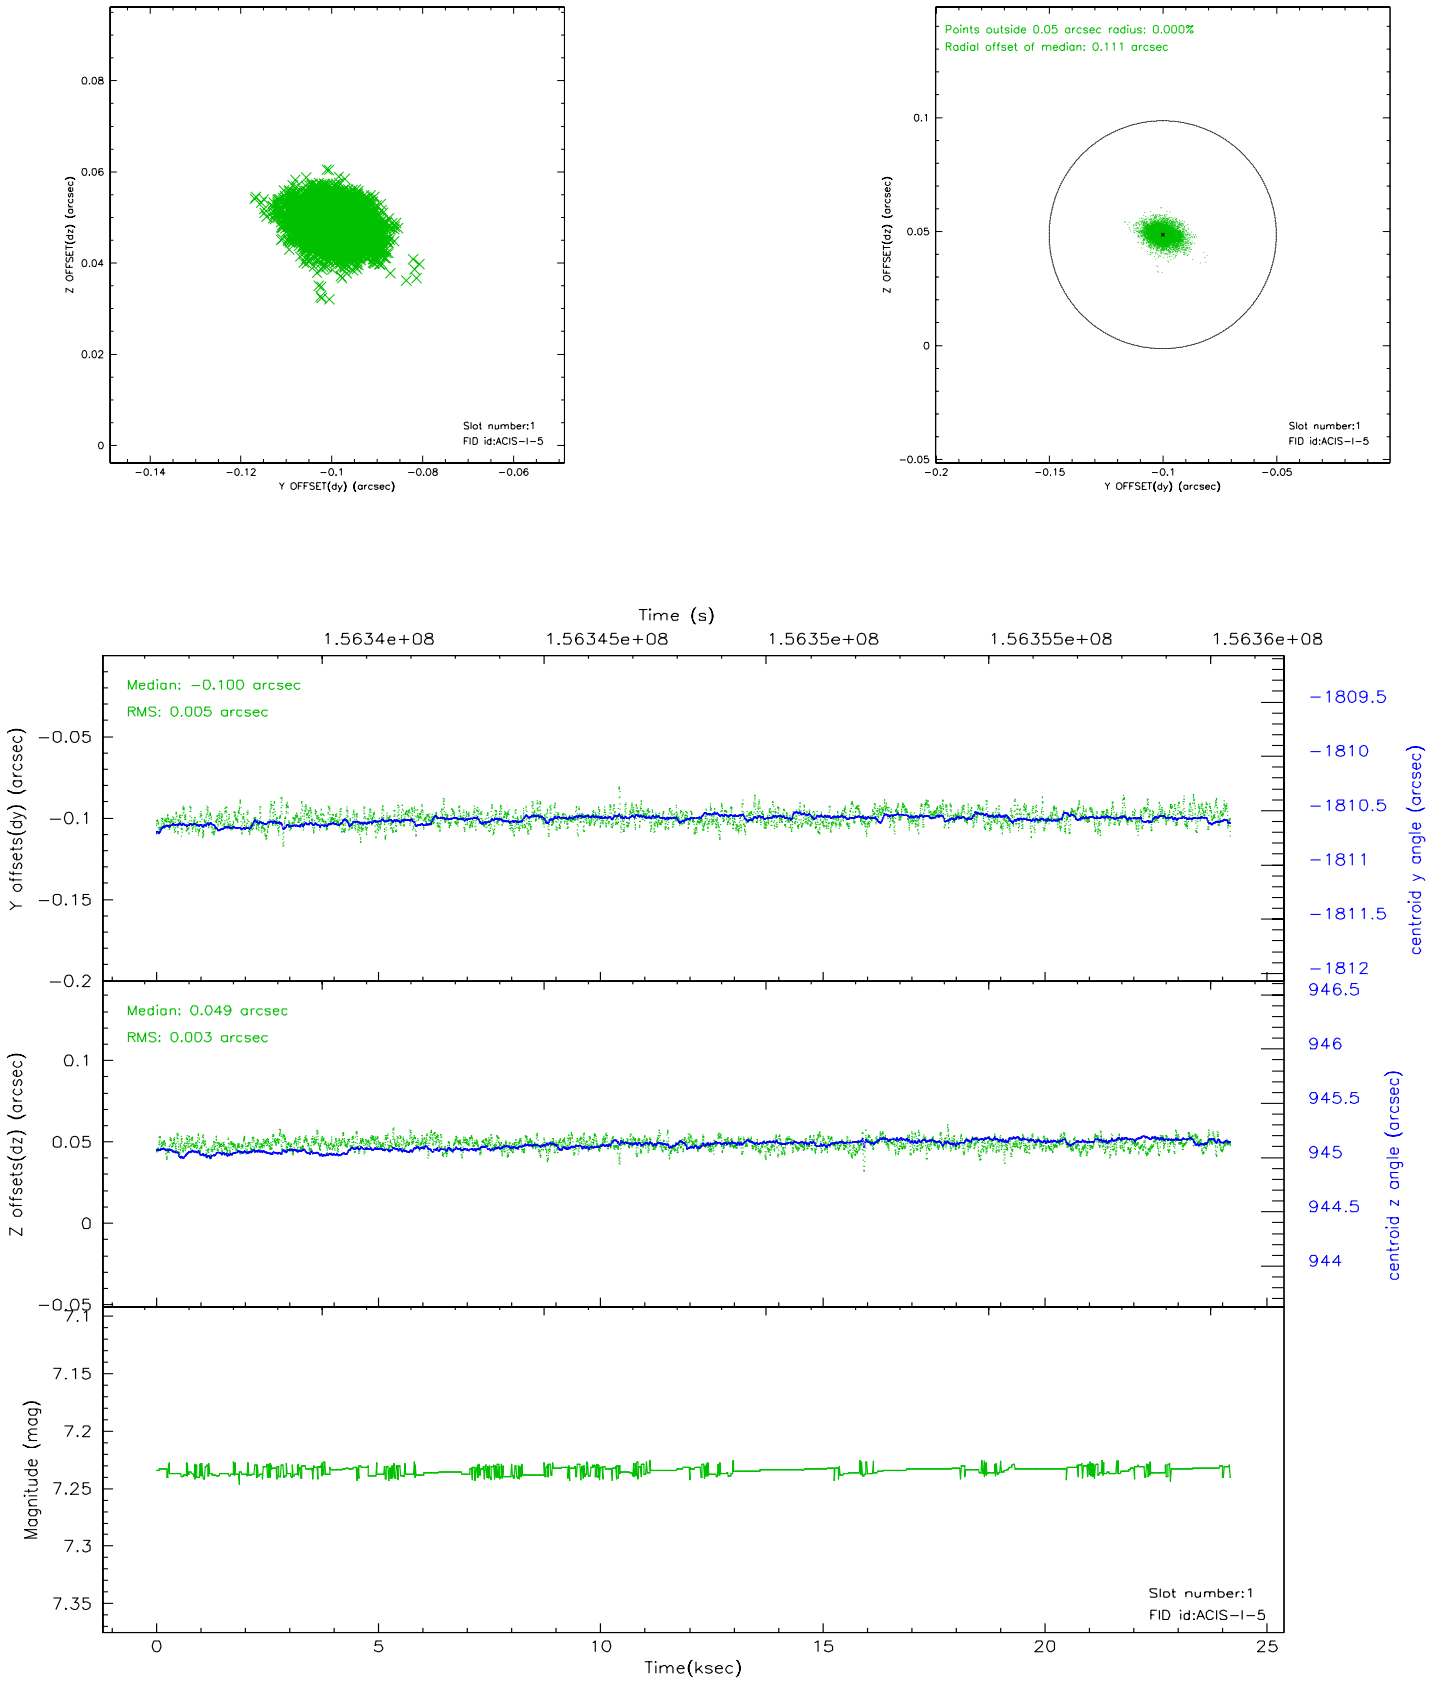 0.08
0.06
0.04
0.02
0
Z OFFSET(dz) (arcsec)
Slot number:1
FID id:ACIS-I-5
-0.14 -0.12 -0.1 -0.08 -0.06
Y OFFSET(dy) (arcsec)
Points outside 0.05 arcsec radius: 0.000%
Radial offset of median: 0.111 arcsec
0.1
0.05
0
-0.05
Z OFFSET(dz) (arcsec)
Slot number:1
FID id:ACIS-I-5
-0.2 -0.15 -0.1 -0.05
Y OFFSET(dy) (arcsec)
Time (s)
1.5634e+08 1.56345e+08 1.5635e+08 1.56355e+08 1.5636e+08
Median: -0.100 arcsec
RMS: 0.005 arcsec
-0.05
-0.1
-0.15
-0.2
Y offsets(dy) (arcsec)
-1809.5
-1810
-1810.5
-1811
-1811.5
-1812
centroid y angle (arcsec)
Median: 0.049 arcsec
RMS: 0.003 arcsec
0.1
0.05
0
-0.05
Z offsets(dz) (arcsec)
946.5
946
945.5
945
944.5
944
centroid z angle (arcsec)
7.1
7.15
7.2
7.25
7.3
7.35
Magnitude (mag)
Slot number:1
FID id:ACIS-I-5
0 5 10 15 20 25
Time(ksec)